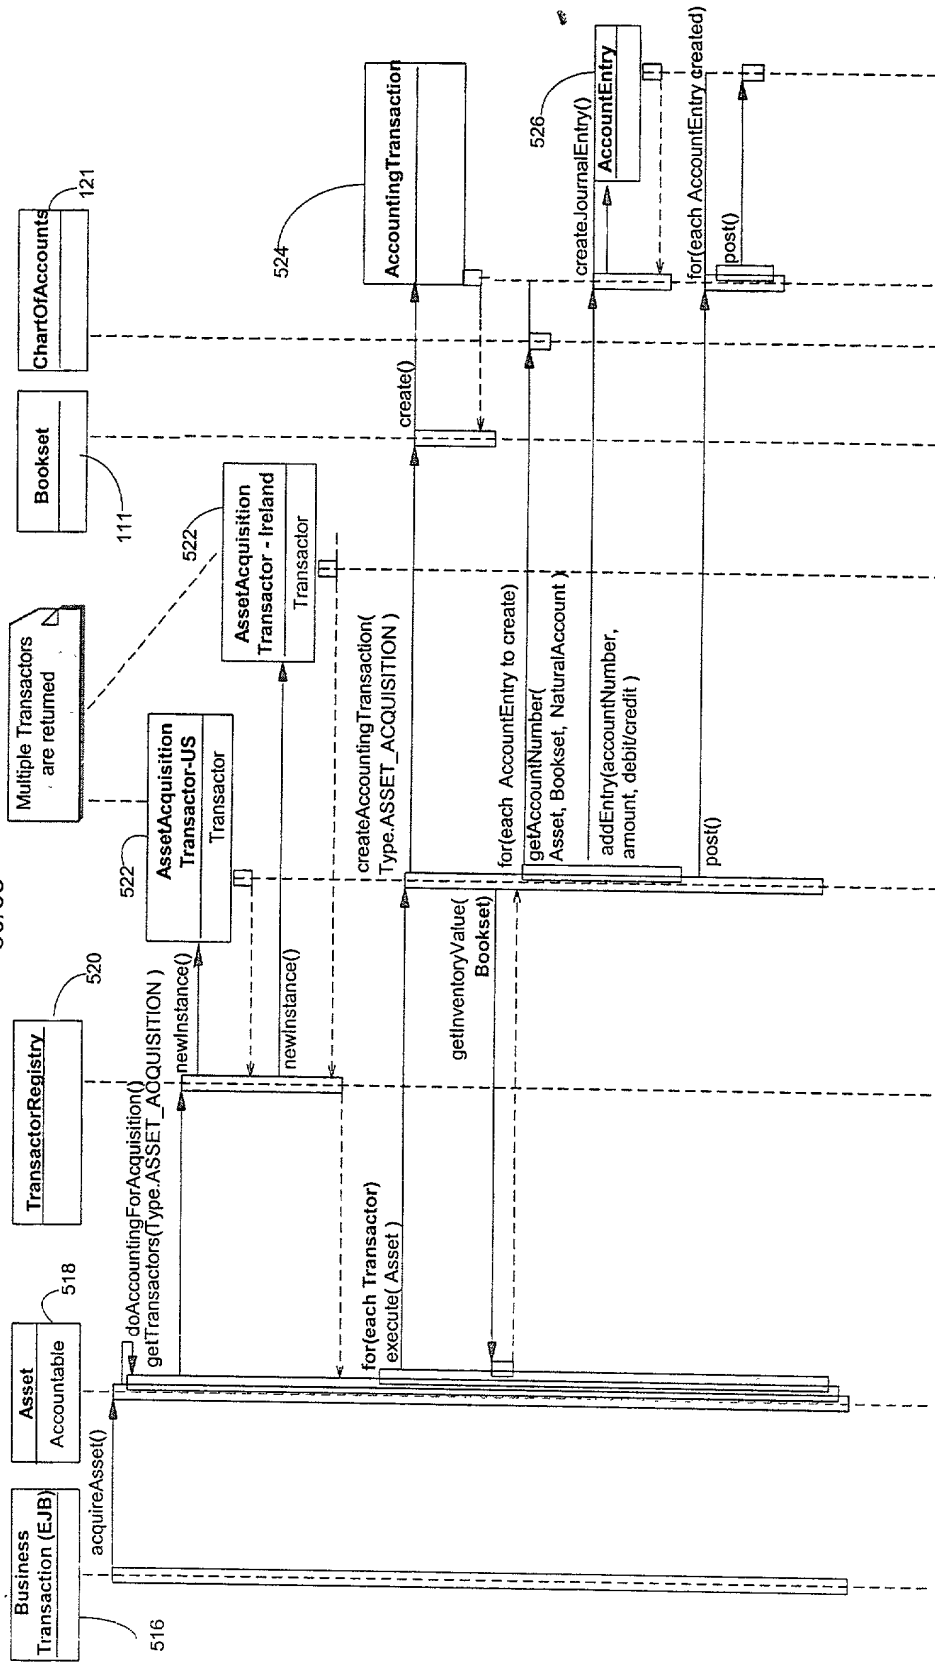 Business
Transaction (EJB)
516
Asset
Accountable
518
TransactorRegistry
520
Multiple Transactors
are returned
Bookset
111
ChartOfAccounts
121
acquireAsset()
doAccountingForAcquisition()
getTransactors(Type.ASSET_ACQUISITION )
newInstance()
AssetAcquisition
Transactor-US
Transactor
522
newInstance()
AssetAcquisition
Transactor - Ireland
Transactor
522
for(each Transactor)
execute( Asset )
createAccountingTransaction(
Type.ASSET_ACQUISITION )
create()
AccountingTransaction
524
getInventoryValue(
Bookset)
for(each AccountEntry to create)
getAccountNumber(
Asset, Bookset, NaturalAccount )
addEntry(accountNumber,
amount, debit/credit )
createJournalEntry()
AccountEntry
526
post()
for(each AccountEntry created)
post()